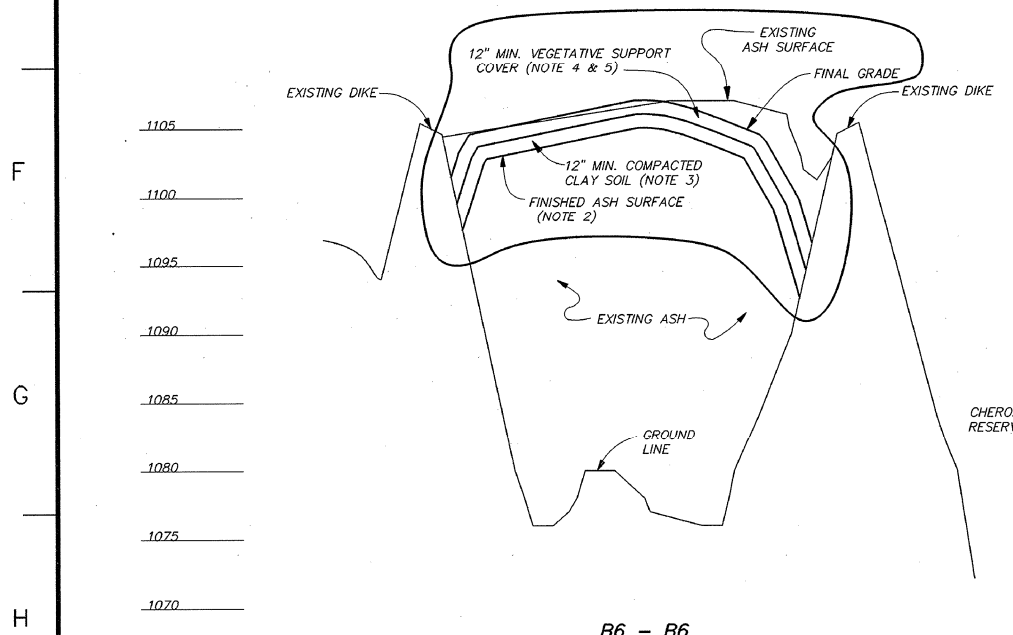 EXISTING
ASH SURFACE
12" MIN. VEGETATIVE SUPPORT
COVER (NOTE 4 & 5)
FINAL GRADE
EXISTING DIKE
EXISTING DIKE
1105
F
12" MIN. COMPACTED
CLAY SOIL (NOTE 3)
1100
FINISHED ASH SURFACE
(NOTE 2)
1095
EXISTING ASH
1090
G
1085
CHERO
RESERV
GROUND
LINE
1080
1075
1070
H
B6 - B6